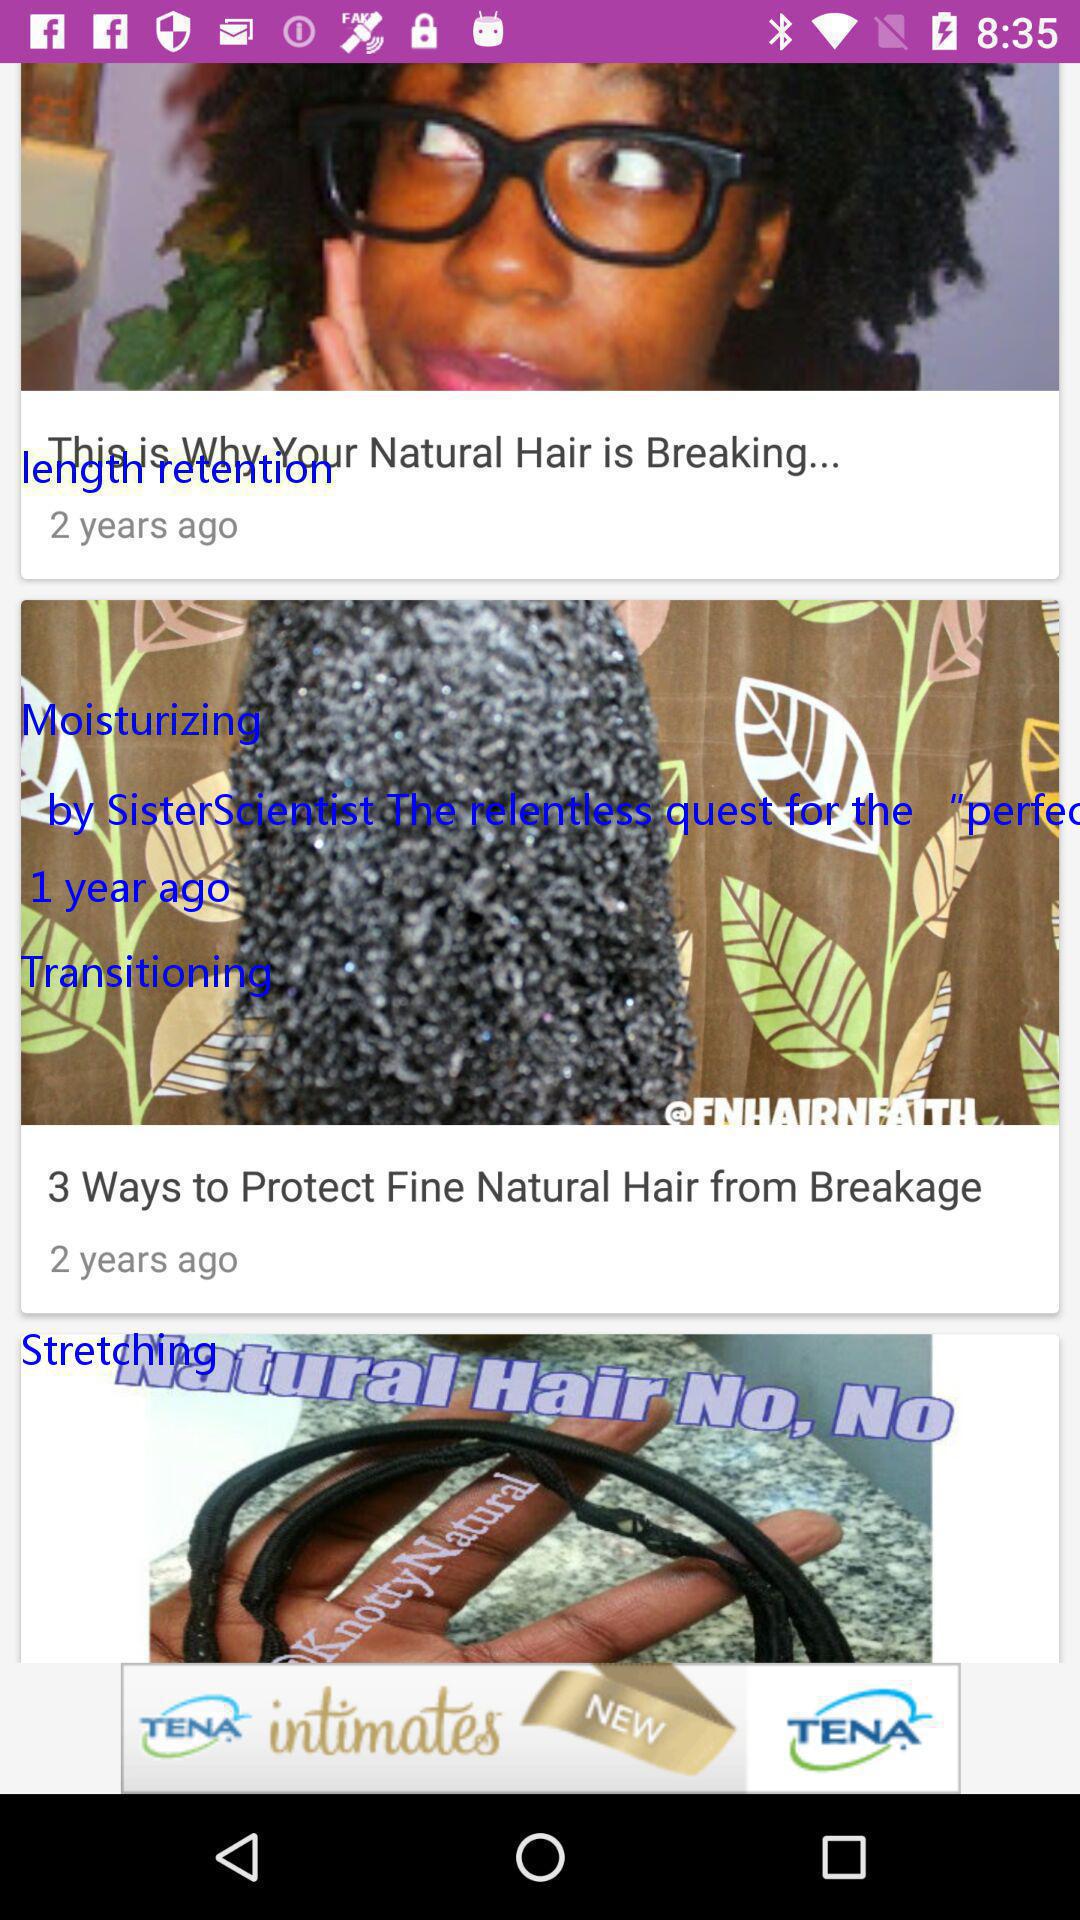 FAKE
8:35
This is Why Your Natural Hair is Breaking...
length retention
2 years ago
Moisturizing
by SisterScientist The relentless quest for the “perfec
1 year ago
Transitioning
@FNHAIRNFAITH
3 Ways to Protect Fine Natural Hair from Breakage
2 years ago
Stretching
Natural Hair No, No
@KnottyNatural
TENA intimates NEW TENA